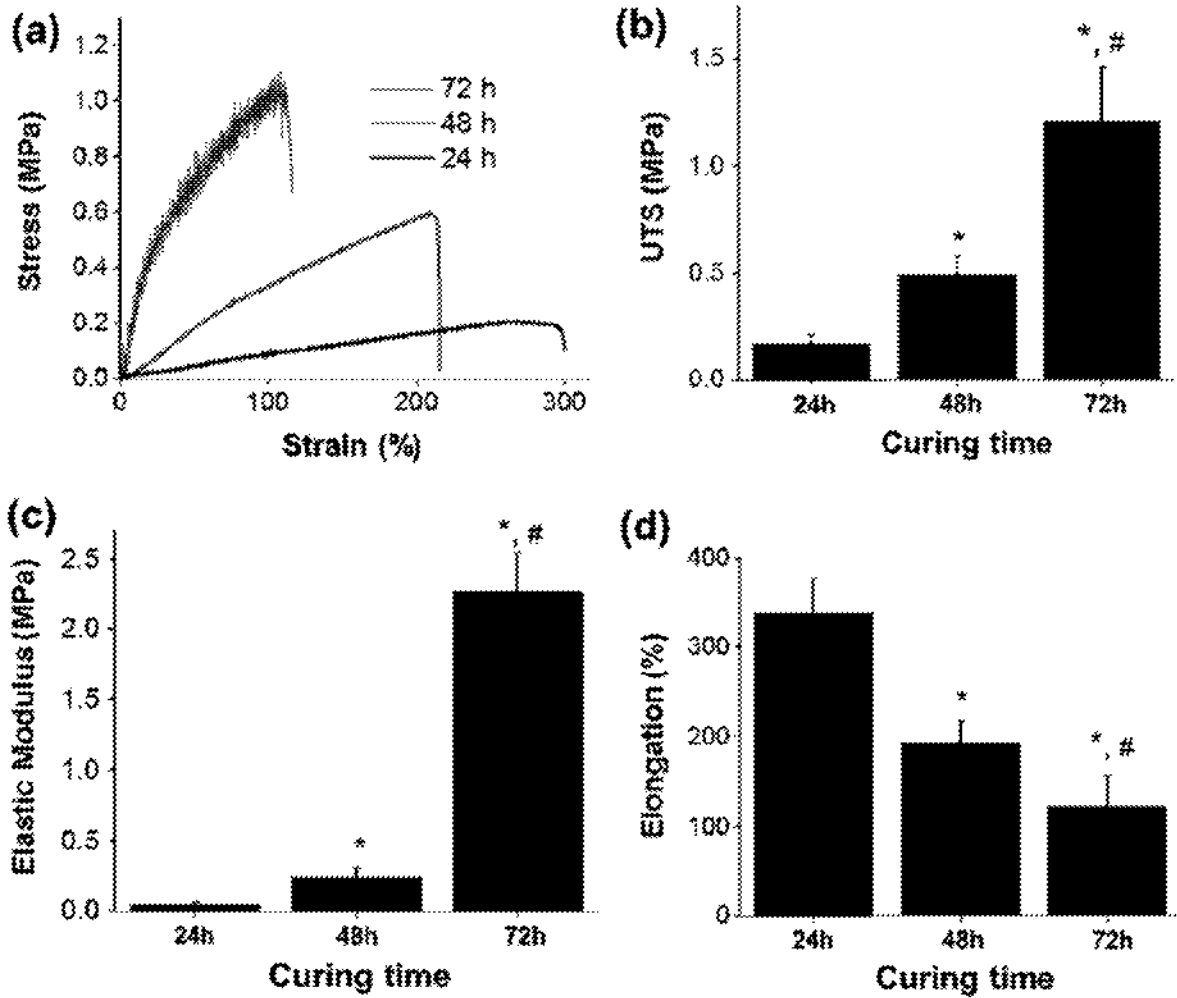 (a)
Stress (MPa)
1.2
1.0
0.8
0.6
0.4
0.2
0.0
72 h
48 h
24 h
0 100 200 300
Strain (%)
(b)
UTS (MPa)
1.5
1.0
0.5
0.0
*
*, #
24h 48h 72h
Curing time
(c)
Elastic Modulus (MPa)
2.5
2.0
1.5
1.0
0.5
0.0
*
*, #
24h 48h 72h
Curing time
(d)
Elongation (%)
400
300
200
100
0
*
*, #
24h 48h 72h
Curing time